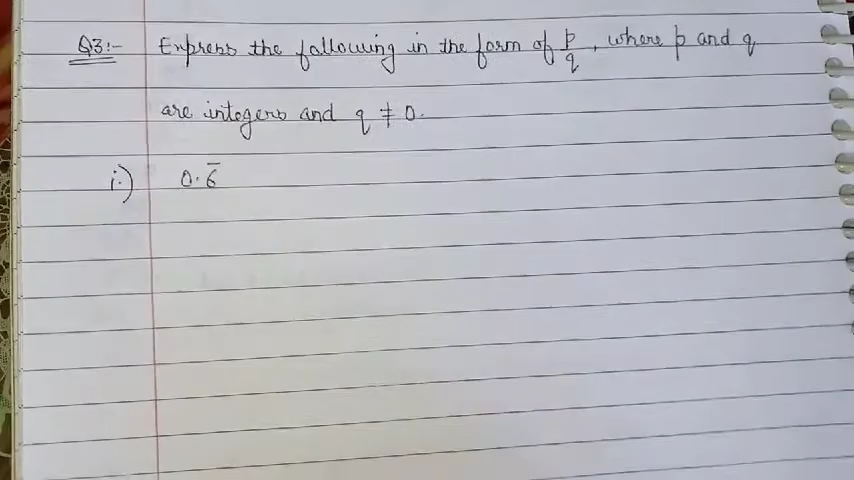 Q3:- Express the following in the form of p/q, where p and q
are integers and q ≠ 0.
i.) 0.6̅